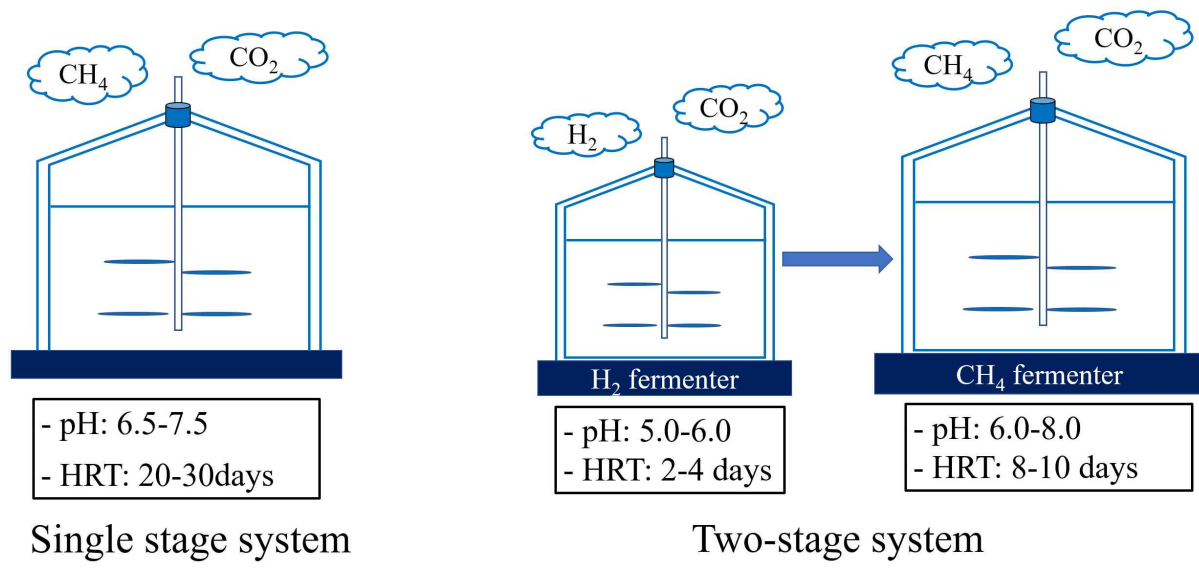 CH₄
CO₂
- pH: 6.5-7.5
- HRT: 20-30days
Single stage system
H₂
CO₂
H₂ fermenter
- pH: 5.0-6.0
- HRT: 2-4 days
CH₄
CO₂
CH₄ fermenter
- pH: 6.0-8.0
- HRT: 8-10 days
Two-stage system